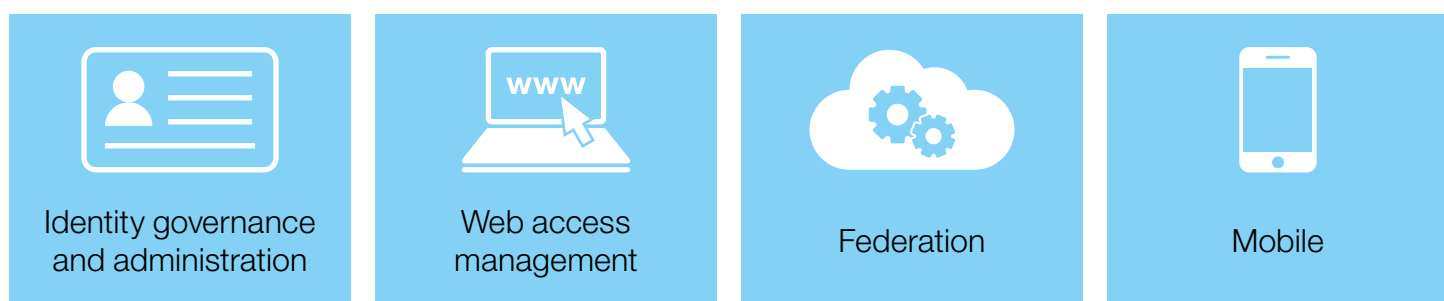 www
Identity governance
and administration
Web access
management
Federation
Mobile